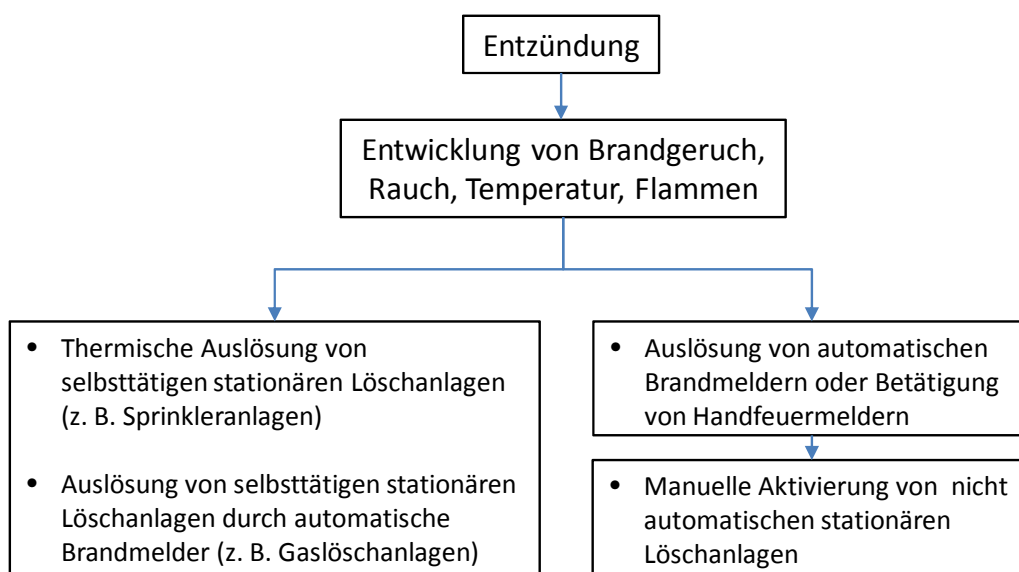 Entzündung
Entwicklung von Brandgeruch,
Rauch, Temperatur, Flammen
• Thermische Auslösung von
selbsttätigen stationären Löschanlagen
(z. B. Sprinkleranlagen)
• Auslösung von selbsttätigen stationären
Löschanlagen durch automatische
Brandmelder (z. B. Gaslöschanlagen)
• Auslösung von automatischen
Brandmeldern oder Betätigung
von Handfeuermeldern
• Manuelle Aktivierung von nicht
automatischen stationären
Löschanlagen